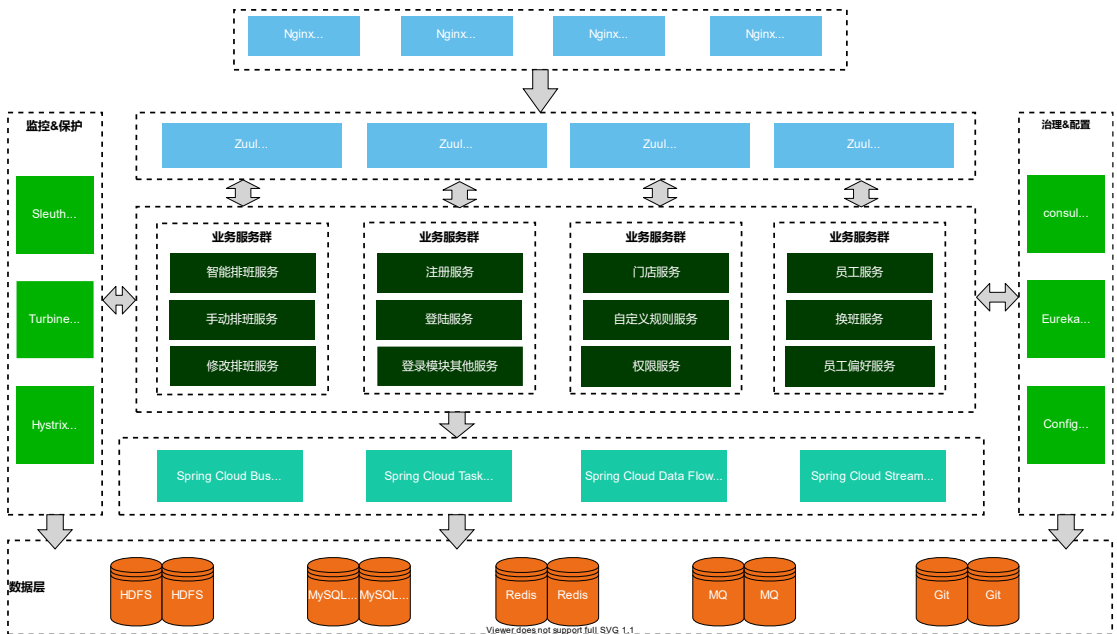 Nginx...
Nginx...
Nginx...
Nginx...
监控&保护
Sleuth...
Turbine...
Hystrix...
Zuul...
Zuul...
Zuul...
Zuul...
业务服务群
智能排班服务
手动排班服务
修改排班服务
业务服务群
注册服务
登陆服务
登录模块其他服务
业务服务群
门店服务
自定义规则服务
权限服务
业务服务群
员工服务
换班服务
员工偏好服务
治理&配置
consul...
Eureka...
Config...
Spring Cloud Bus...
Spring Cloud Task...
Spring Cloud Data Flow...
Spring Cloud Stream...
数据层
HDFS
HDFS
MySQL...
MySQL...
Redis
Redis
MQ
MQ
Git
Git
Viewer does not support full SVG 1.1